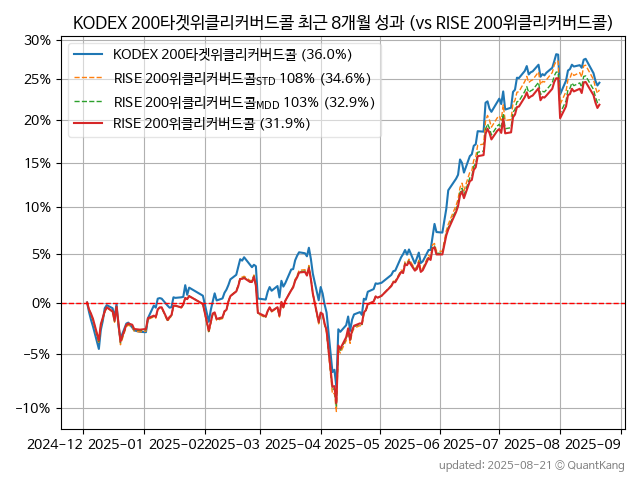 KODEX 200타겟위클리커버드콜 최근 8개월 성과 (vs RISE 200위클리커버드콜)
KODEX 200타겟위클리커버드콜 (36.0%)
RISE 200위클리커버드콜STD 108% (34.6%)
RISE 200위클리커버드콜MDD 103% (32.9%)
RISE 200위클리커버드콜 (31.9%)
30%
25%
20%
15%
10%
5%
0%
−5%
−10%
2024-12 2025-01 2025-02 2025-03 2025-04 2025-05 2025-06 2025-07 2025-08 2025-09
updated: 2025-08-21 © QuantKang